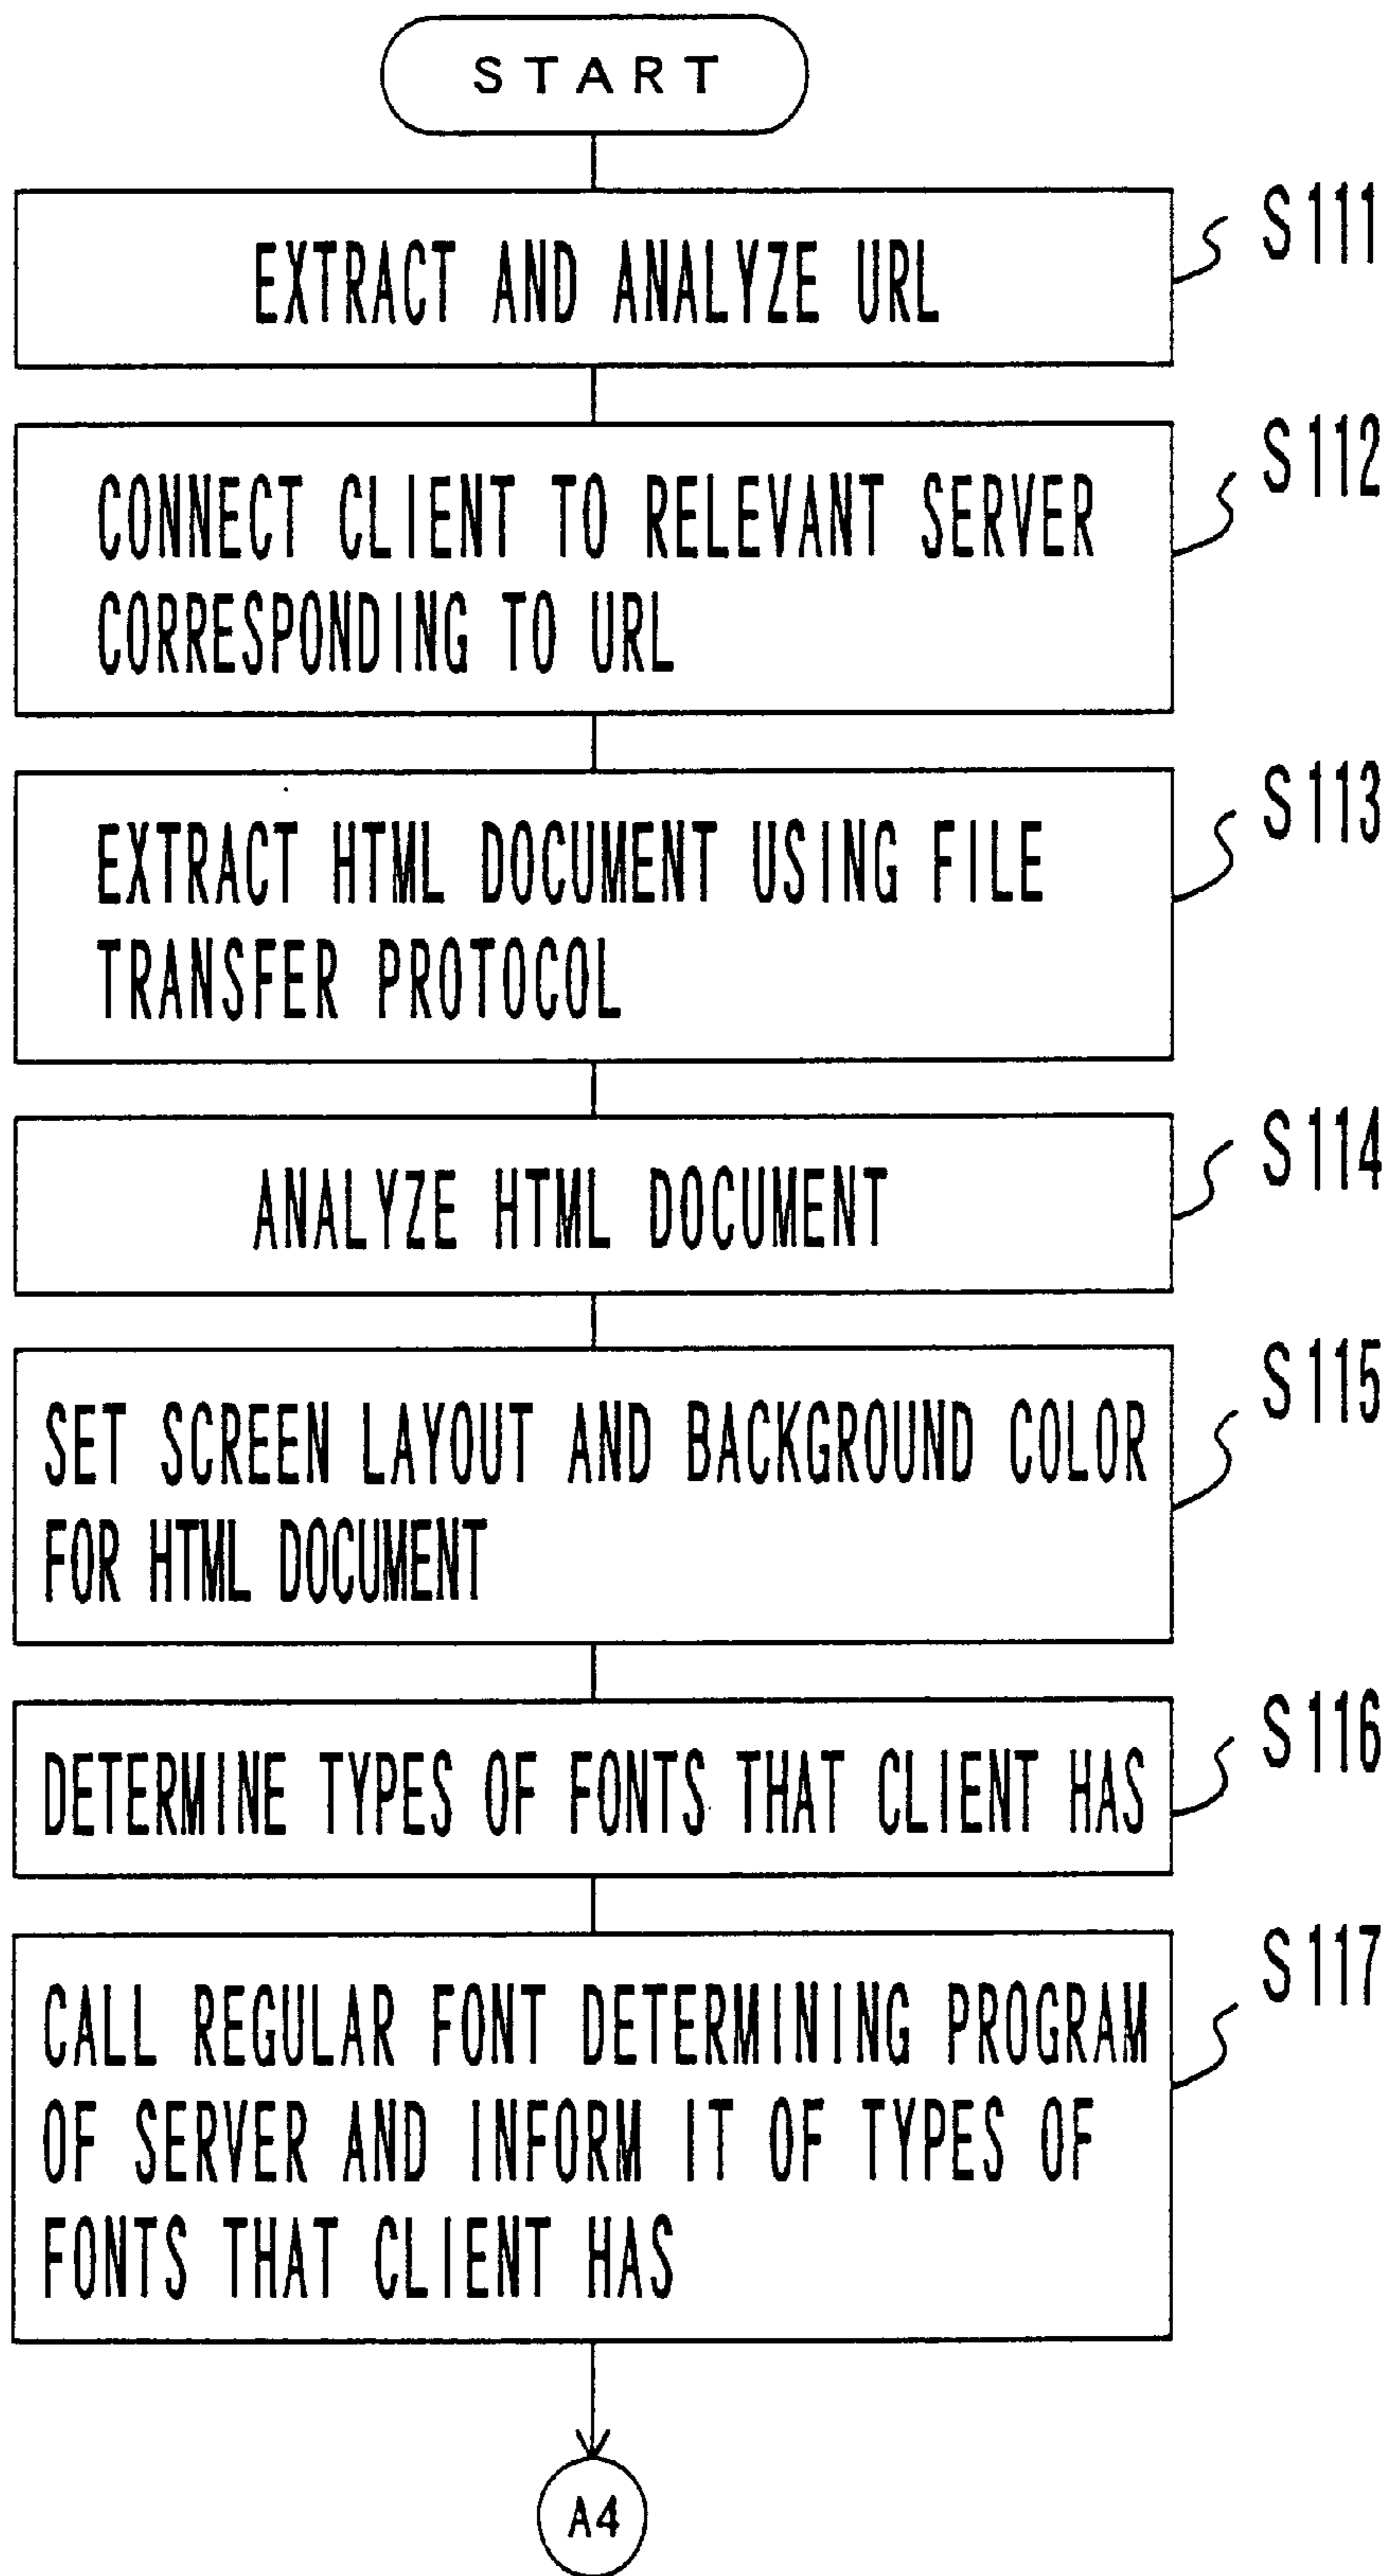 START
EXTRACT AND ANALYZE URL
S111
CONNECT CLIENT TO RELEVANT SERVER
CORRESPONDING TO URL
S112
EXTRACT HTML DOCUMENT USING FILE
TRANSFER PROTOCOL
S113
ANALYZE HTML DOCUMENT
S114
SET SCREEN LAYOUT AND BACKGROUND COLOR
FOR HTML DOCUMENT
S115
DETERMINE TYPES OF FONTS THAT CLIENT HAS
S116
CALL REGULAR FONT DETERMINING PROGRAM
OF SERVER AND INFORM IT OF TYPES OF
FONTS THAT CLIENT HAS
S117
A4